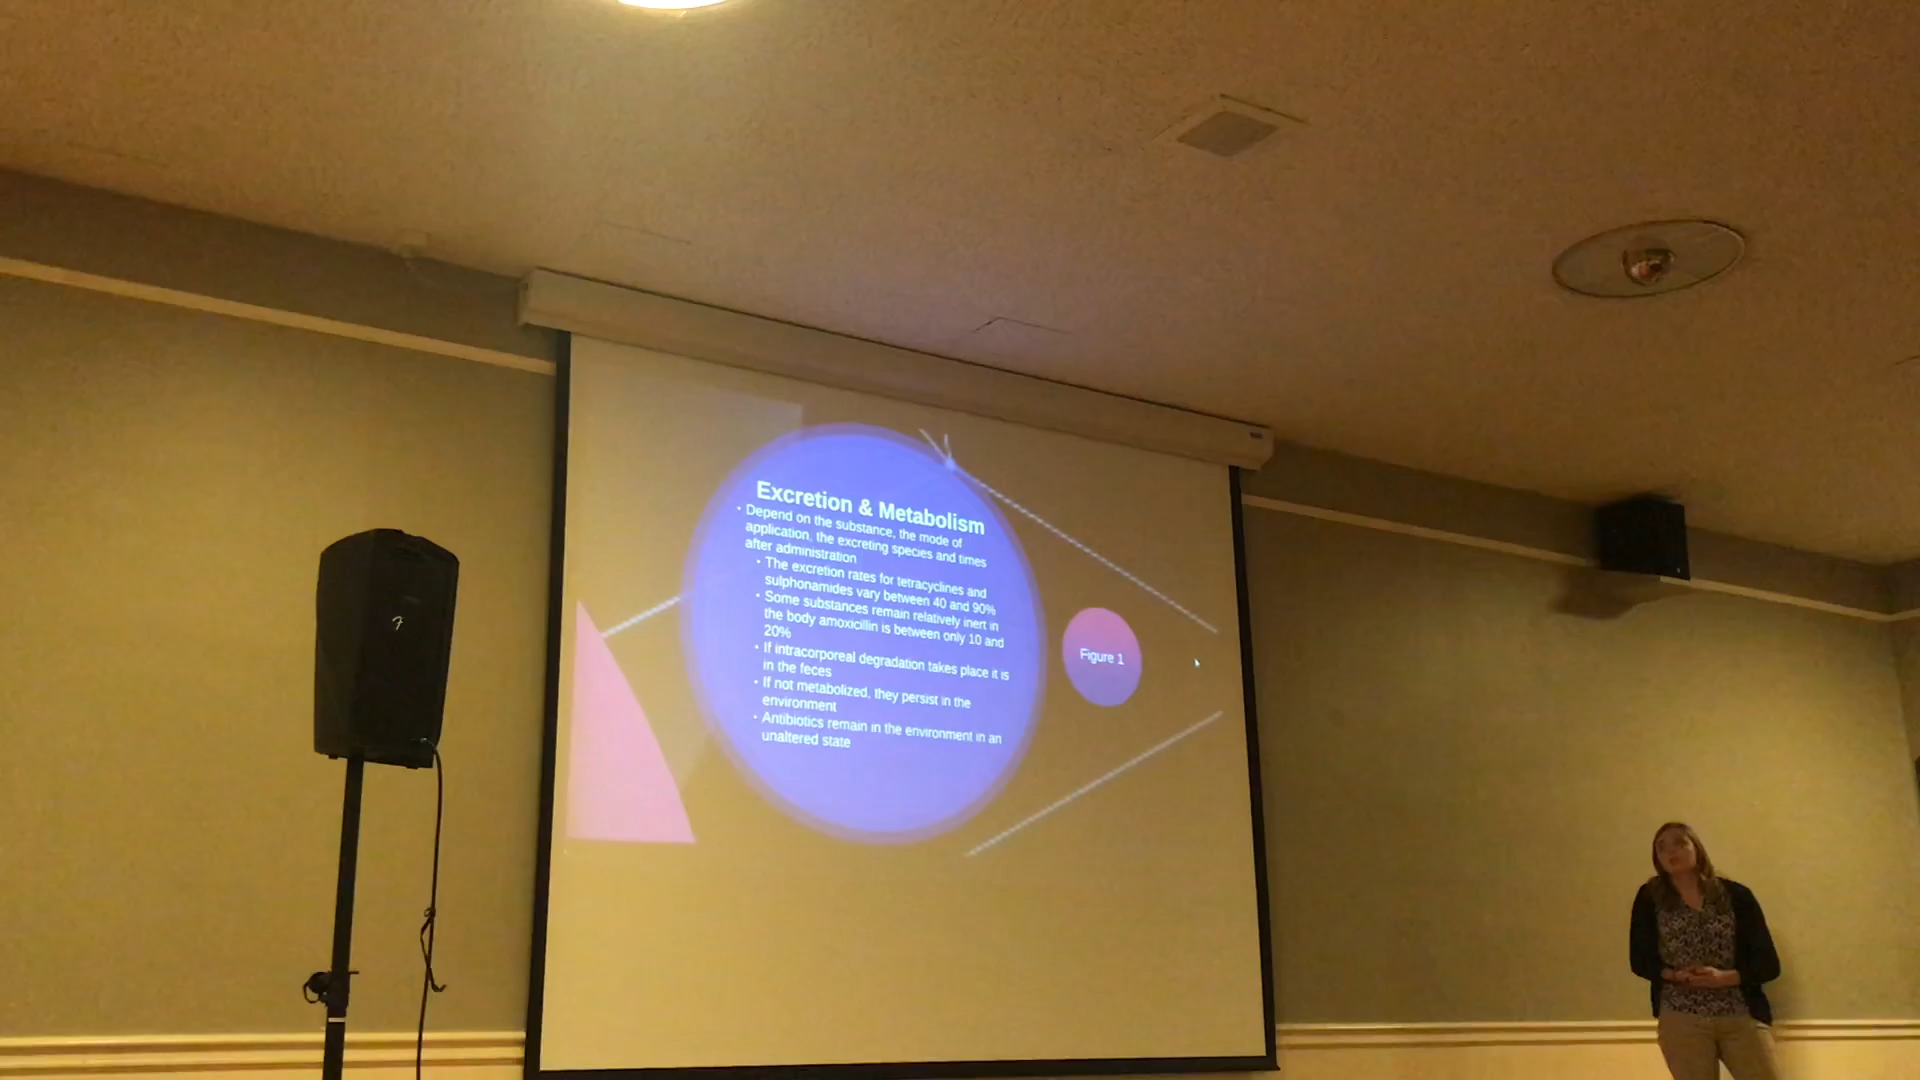 Excretion & Metabolism
• Depend on the substance, the mode of
application, the excreting species and times
after administration
• The excretion rates for tetracyclines and
sulphonamides vary between 40 and 90%
• Some substances remain relatively inert in
the body amoxicillin is between only 10 and
20%
• If intracorporeal degradation takes place it is
in the feces
• If not metabolized, they persist in the
environment
• Antibiotics remain in the environment in an
unaltered state
Figure 1